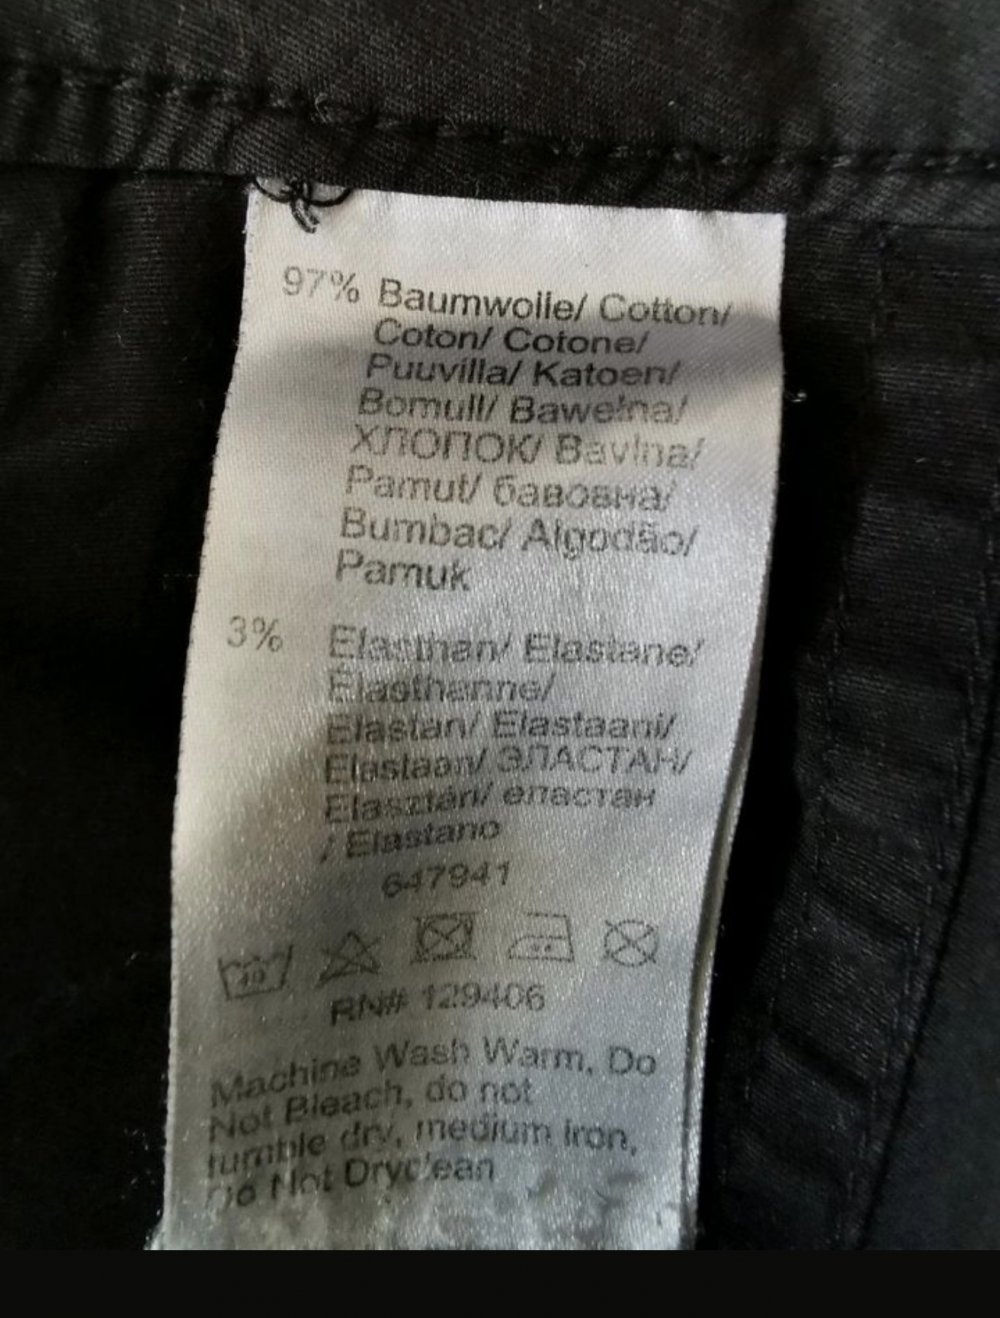 97% Baumwolle/ Cotton/
Coton/ Cotone/
Puuvilla/ Katoen/
Bomull/ Bawełna/
ХЛОПОК/ Bavlna/
Pamut/ бавовна/
Bumbac/ Algodão/
Pamuk
3% Elasthan/ Elastane/
Élasthanne/
Elastan/ Elastaani/
Elastaan/ ЭЛАСТАН/
Elasztán/ еластан
/ Elastano
647941
RN# 129406
Machine Wash Warm, Do
Not Bleach, do not
tumble dry, medium iron,
Do Not Dryclean